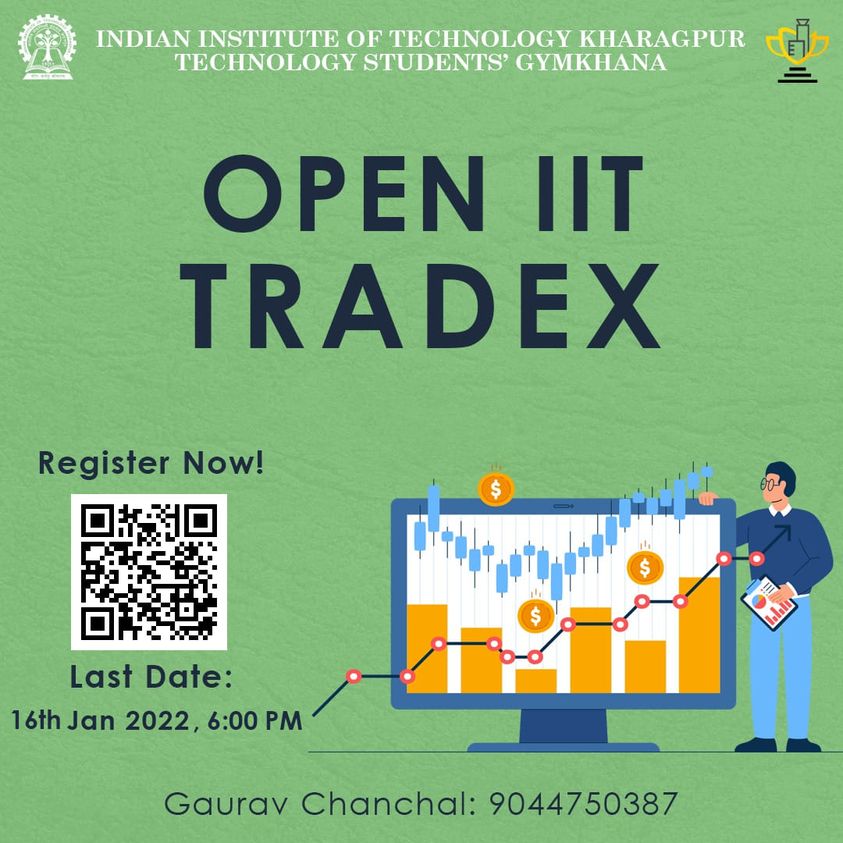 INDIAN INSTITUTE OF TECHNOLOGY KHARAGPUR
TECHNOLOGY STUDENTS' GYMKHANA
OPEN IIT
TRADEX
Register Now!
Last Date:
16th Jan 2022, 6:00 PM
Gaurav Chanchal: 9044750387